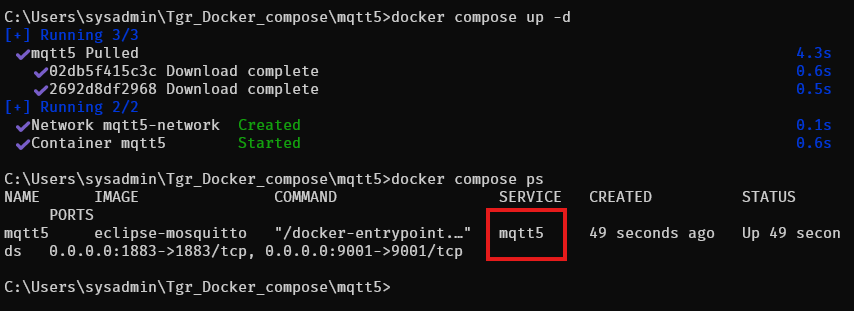 C:\Users\sysadmin\Tgr_Docker_compose\mqtt5>docker compose up -d
[+] Running 3/3
✓mqtt5 Pulled 4.3s
✓02db5f415c3c Download complete 0.6s
✓2692d8df2968 Download complete 0.5s
[+] Running 2/2
✓Network mqtt5-network Created 0.1s
✓Container mqtt5 Started 0.6s
C:\Users\sysadmin\Tgr_Docker_compose\mqtt5>docker compose ps
NAME IMAGE COMMAND SERVICE CREATED STATUS
PORTS
mqtt5 eclipse-mosquitto "/docker-entrypoint.…" mqtt5 49 seconds ago Up 49 secon
ds 0.0.0.0:1883->1883/tcp, 0.0.0.0:9001->9001/tcp
C:\Users\sysadmin\Tgr_Docker_compose\mqtt5>